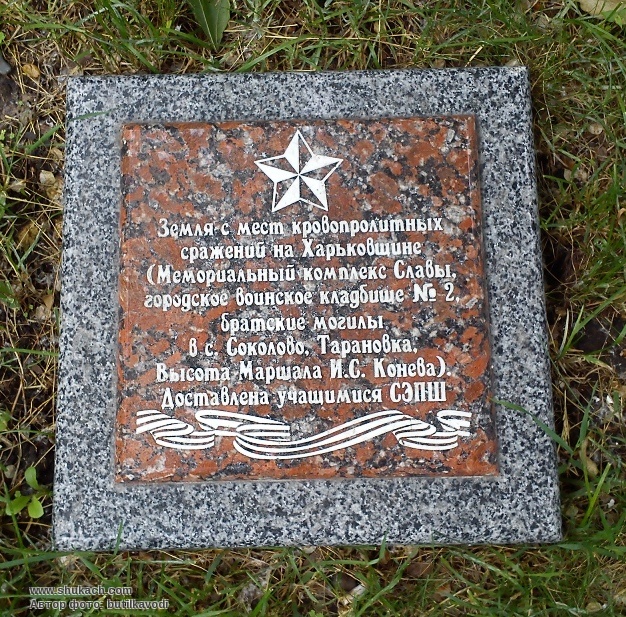 Земля с мест кровопролитных
сражений на Харьковщине
(Мемориальный комплекс Славы,
городское воинское кладбище № 2,
братские могилы
в с. Соколово, Тарановка,
Высота Маршала И.С. Конева).
Доставлена учащимися СЭПШ
www.shukach.com
Автор фото: butilkavodi